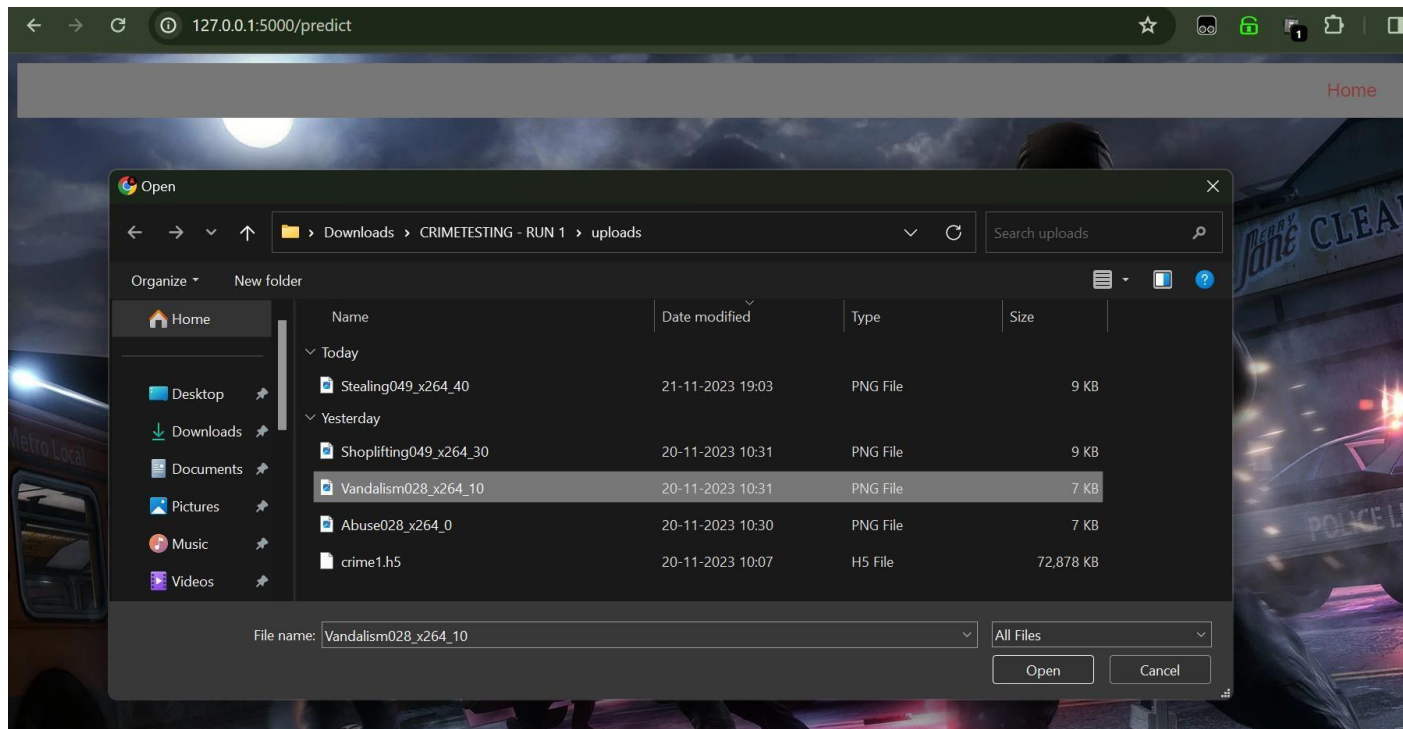 127.0.0.1:5000/predict
1
Home
Open
Downloads › CRIMETESTING - RUN 1 › uploads
Search uploads
Organize
New folder
Home
Name
Date modified
Type
Size
Today
Desktop
Stealing049_x264_40
21-11-2023 19:03
PNG File
9 KB
Yesterday
Downloads
Shoplifting049_x264_30
20-11-2023 10:31
PNG File
9 KB
Documents
Vandalism028_x264_10
20-11-2023 10:31
PNG File
7 KB
Pictures
Abuse028_x264_0
20-11-2023 10:30
PNG File
7 KB
Music
crime1.h5
20-11-2023 10:07
H5 File
72,878 KB
Videos
File name:
Vandalism028_x264_10
All Files
Open
Cancel
Metro Local
Jane
CLEA
POLICE L